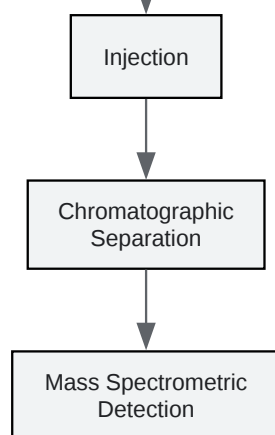 Injection
Chromatographic
Separation
Mass Spectrometric
Detection